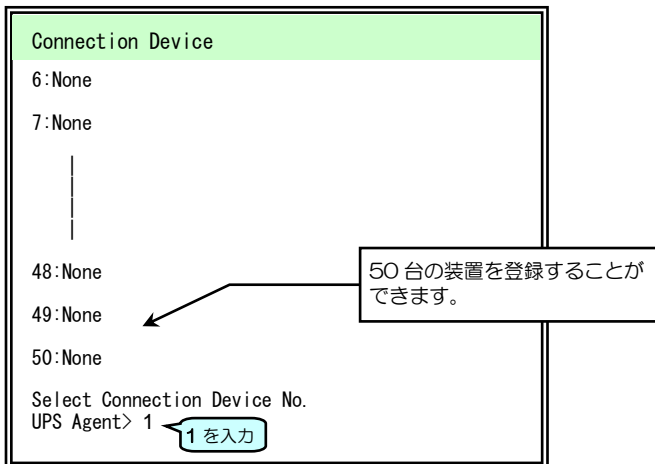 Connection Device
6:None
7:None
|
|
|
|
48:None
49:None
50:None
50 台の装置を登録することが
できます。
Select Connection Device No.
UPS Agent> 1
1 を入力